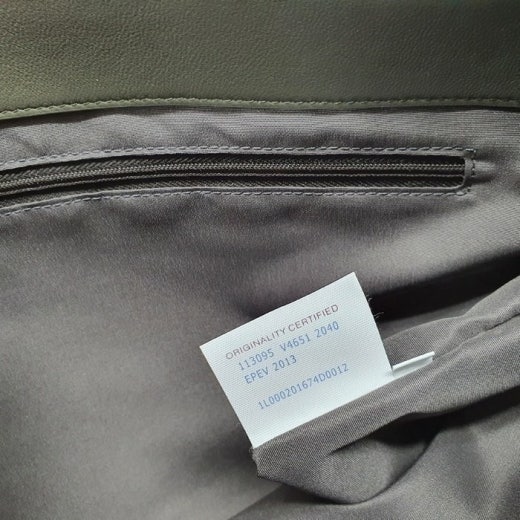 ORIGINALITY CERTIFIED
113095 V4651 2040
EPEV 2013
1L000201674D0012